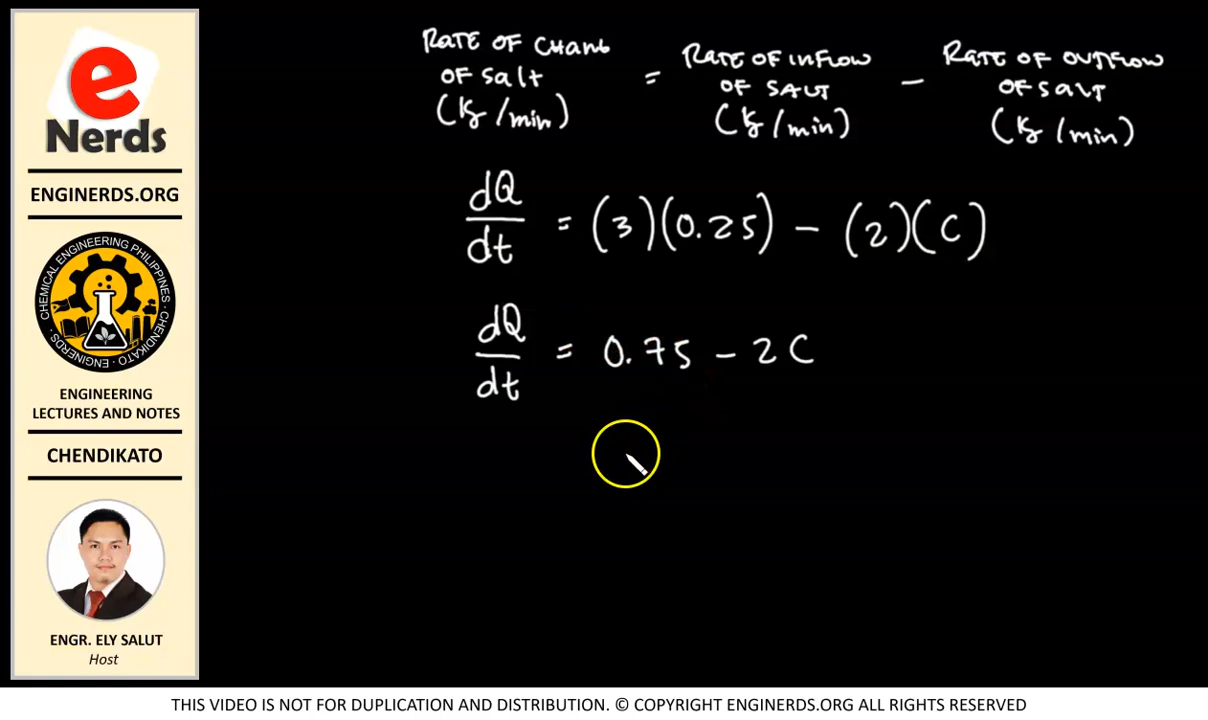 e
Nerds
ENGINERDS.ORG
CHEMICAL ENGINEERING PHILIPPINES
CHENDIKATO · ENGINERDS
ENGINEERING
LECTURES AND NOTES
CHENDIKATO
ENGR. ELY SALUT
Host
RATE OF CHANG OF Salt (Kg/min) = RATE OF INFLOW OF SALT (Kg/min) − RATE OF OUTFLOW OF SALT (Kg/min)
dQ/dt = (3)(0.25) − (2)(C)
dQ/dt = 0.75 − 2C
THIS VIDEO IS NOT FOR DUPLICATION AND DISTRIBUTION. © COPYRIGHT ENGINERDS.ORG ALL RIGHTS RESERVED